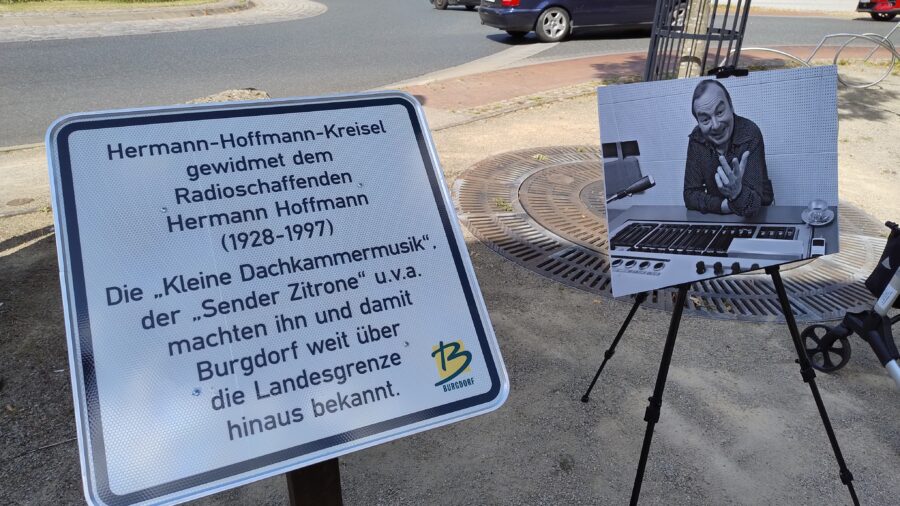 Hermann-Hoffmann-Kreisel
gewidmet dem
Radioschaffenden
Hermann Hoffmann
(1928-1997)
Die „Kleine Dachkammermusik“,
der „Sender Zitrone“ u.v.a.
machten ihn und damit
Burgdorf weit über
die Landesgrenze
hinaus bekannt.
B
BURGDORF